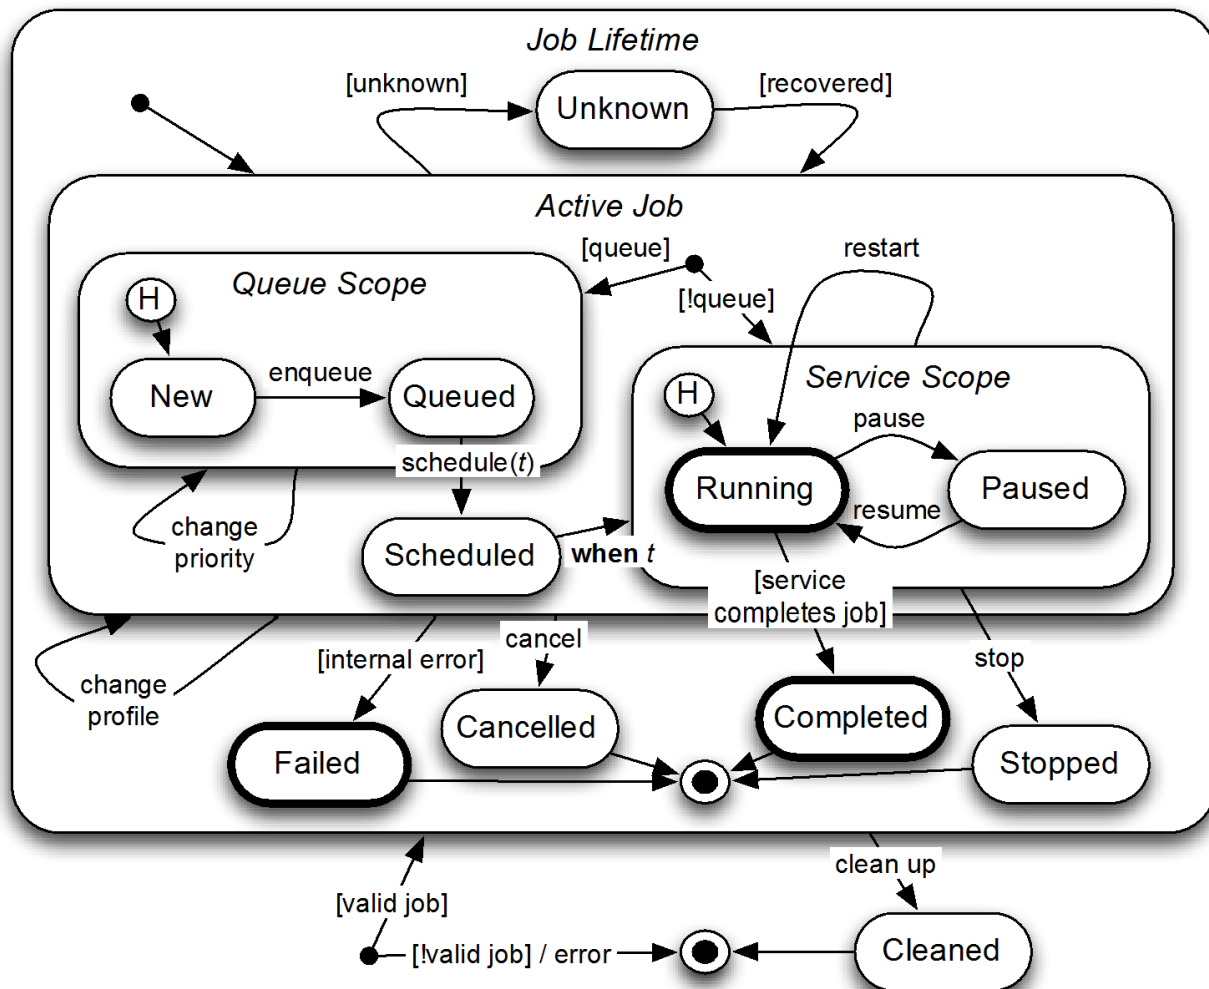 Job Lifetime
[unknown]
Unknown
[recovered]
Active Job
[queue]
restart
Queue Scope
H
[!queue]
New
enqueue
Queued
Service Scope
H
pause
schedule(t)
Running
Paused
resume
change
priority
Scheduled
when t
[service
completes job]
cancel
[internal error]
stop
change
profile
Failed
Cancelled
Completed
Stopped
clean up
[valid job]
[!valid job] / error
Cleaned